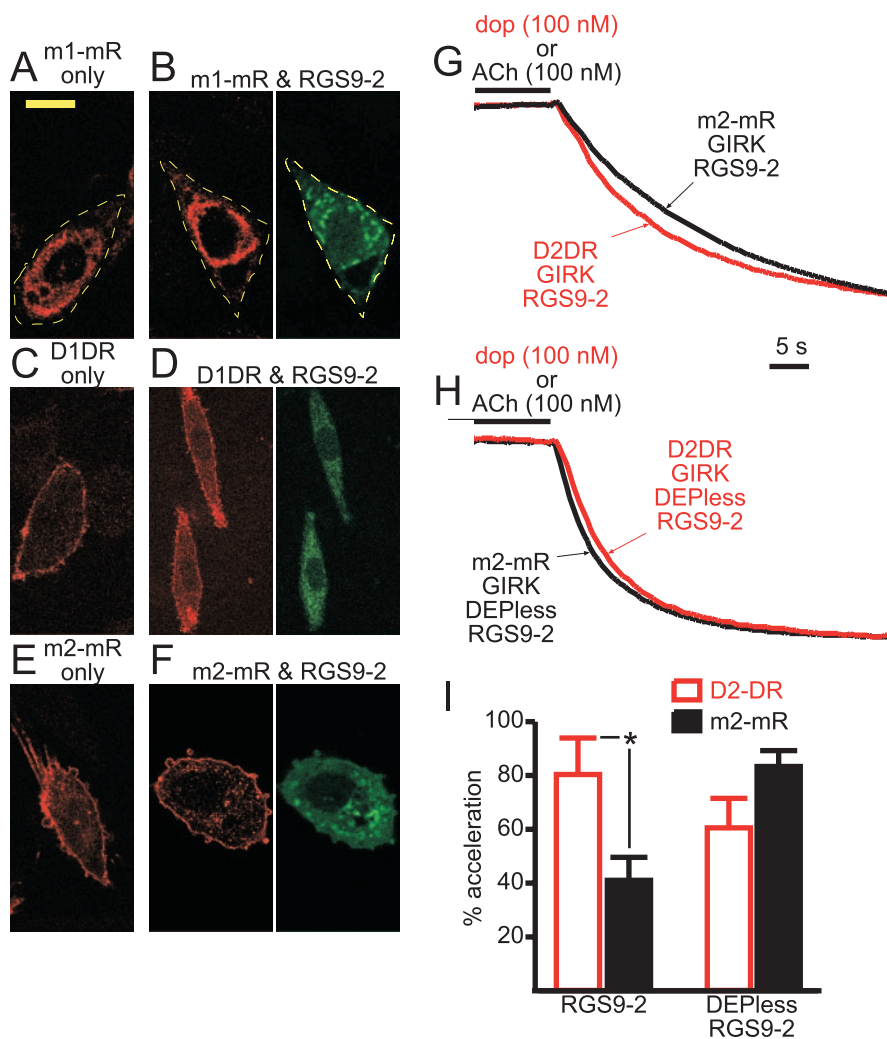 A
m1-mR
only
B
m1-mR & RGS9-2
C
D1DR
only
D
D1DR & RGS9-2
E
m2-mR
only
F
m2-mR & RGS9-2
G
dop (100 nM)
or
ACh (100 nM)
m2-mR
GIRK
RGS9-2
D2DR
GIRK
RGS9-2
5 s
H
dop (100 nM)
or
ACh (100 nM)
D2DR
GIRK
DEPless
RGS9-2
m2-mR
GIRK
DEPless
RGS9-2
I
D2-DR
m2-mR
% acceleration
100
80
60
40
20
*
RGS9-2
DEPless
RGS9-2